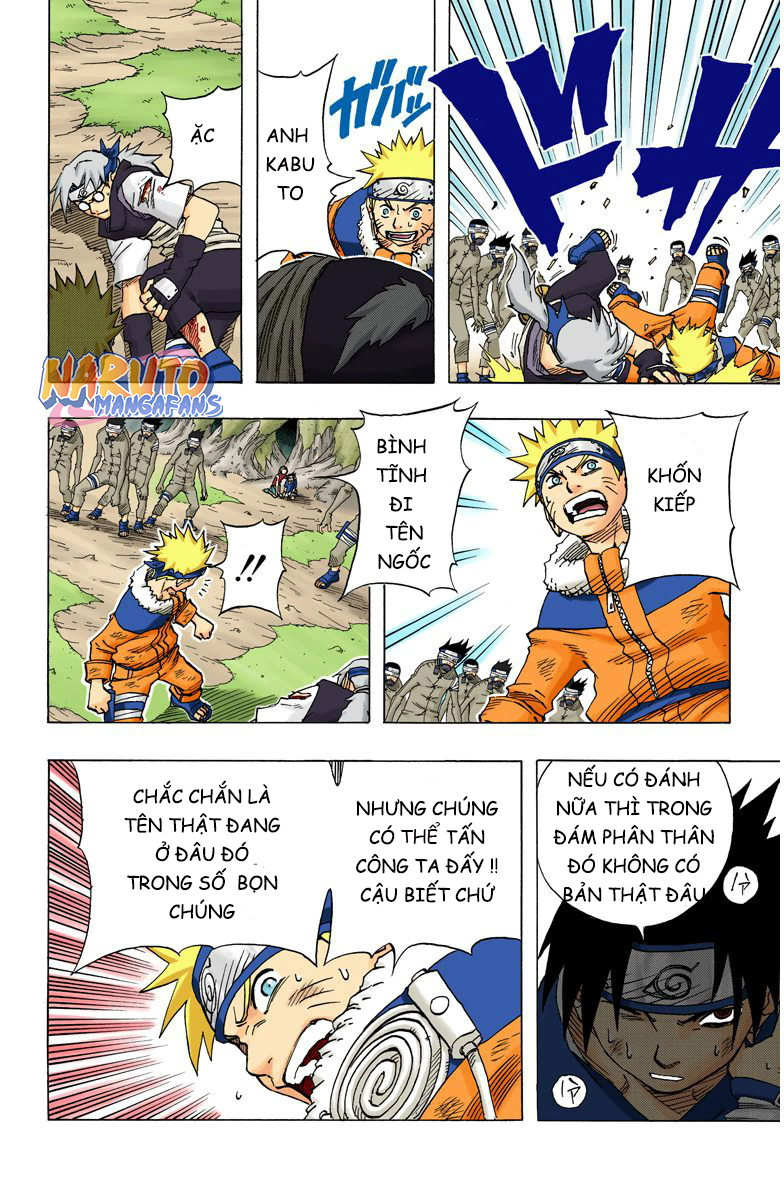 ドサ
ガバッ
ANH
KABU
TO
ẶC
NARUTO
MANGAFANS
KHỐN
KIẾP
BÌNH
TĨNH
ĐI
TÊN
NGỐC
!!
NẾU CÓ ĐÁNH
NỮA THÌ TRONG
ĐÁM PHÂN THÂN
ĐÓ KHÔNG CÓ
BẢN THẬT ĐÂU
NHƯNG CHÚNG
CÓ THỂ TẤN
CÔNG TA ĐẤY !!
CẬU BIẾT CHỨ
CHẮC CHẮN LÀ
TÊN THẬT ĐANG
Ở ĐÂU ĐÓ
TRONG SỐ BỌN
CHÚNG